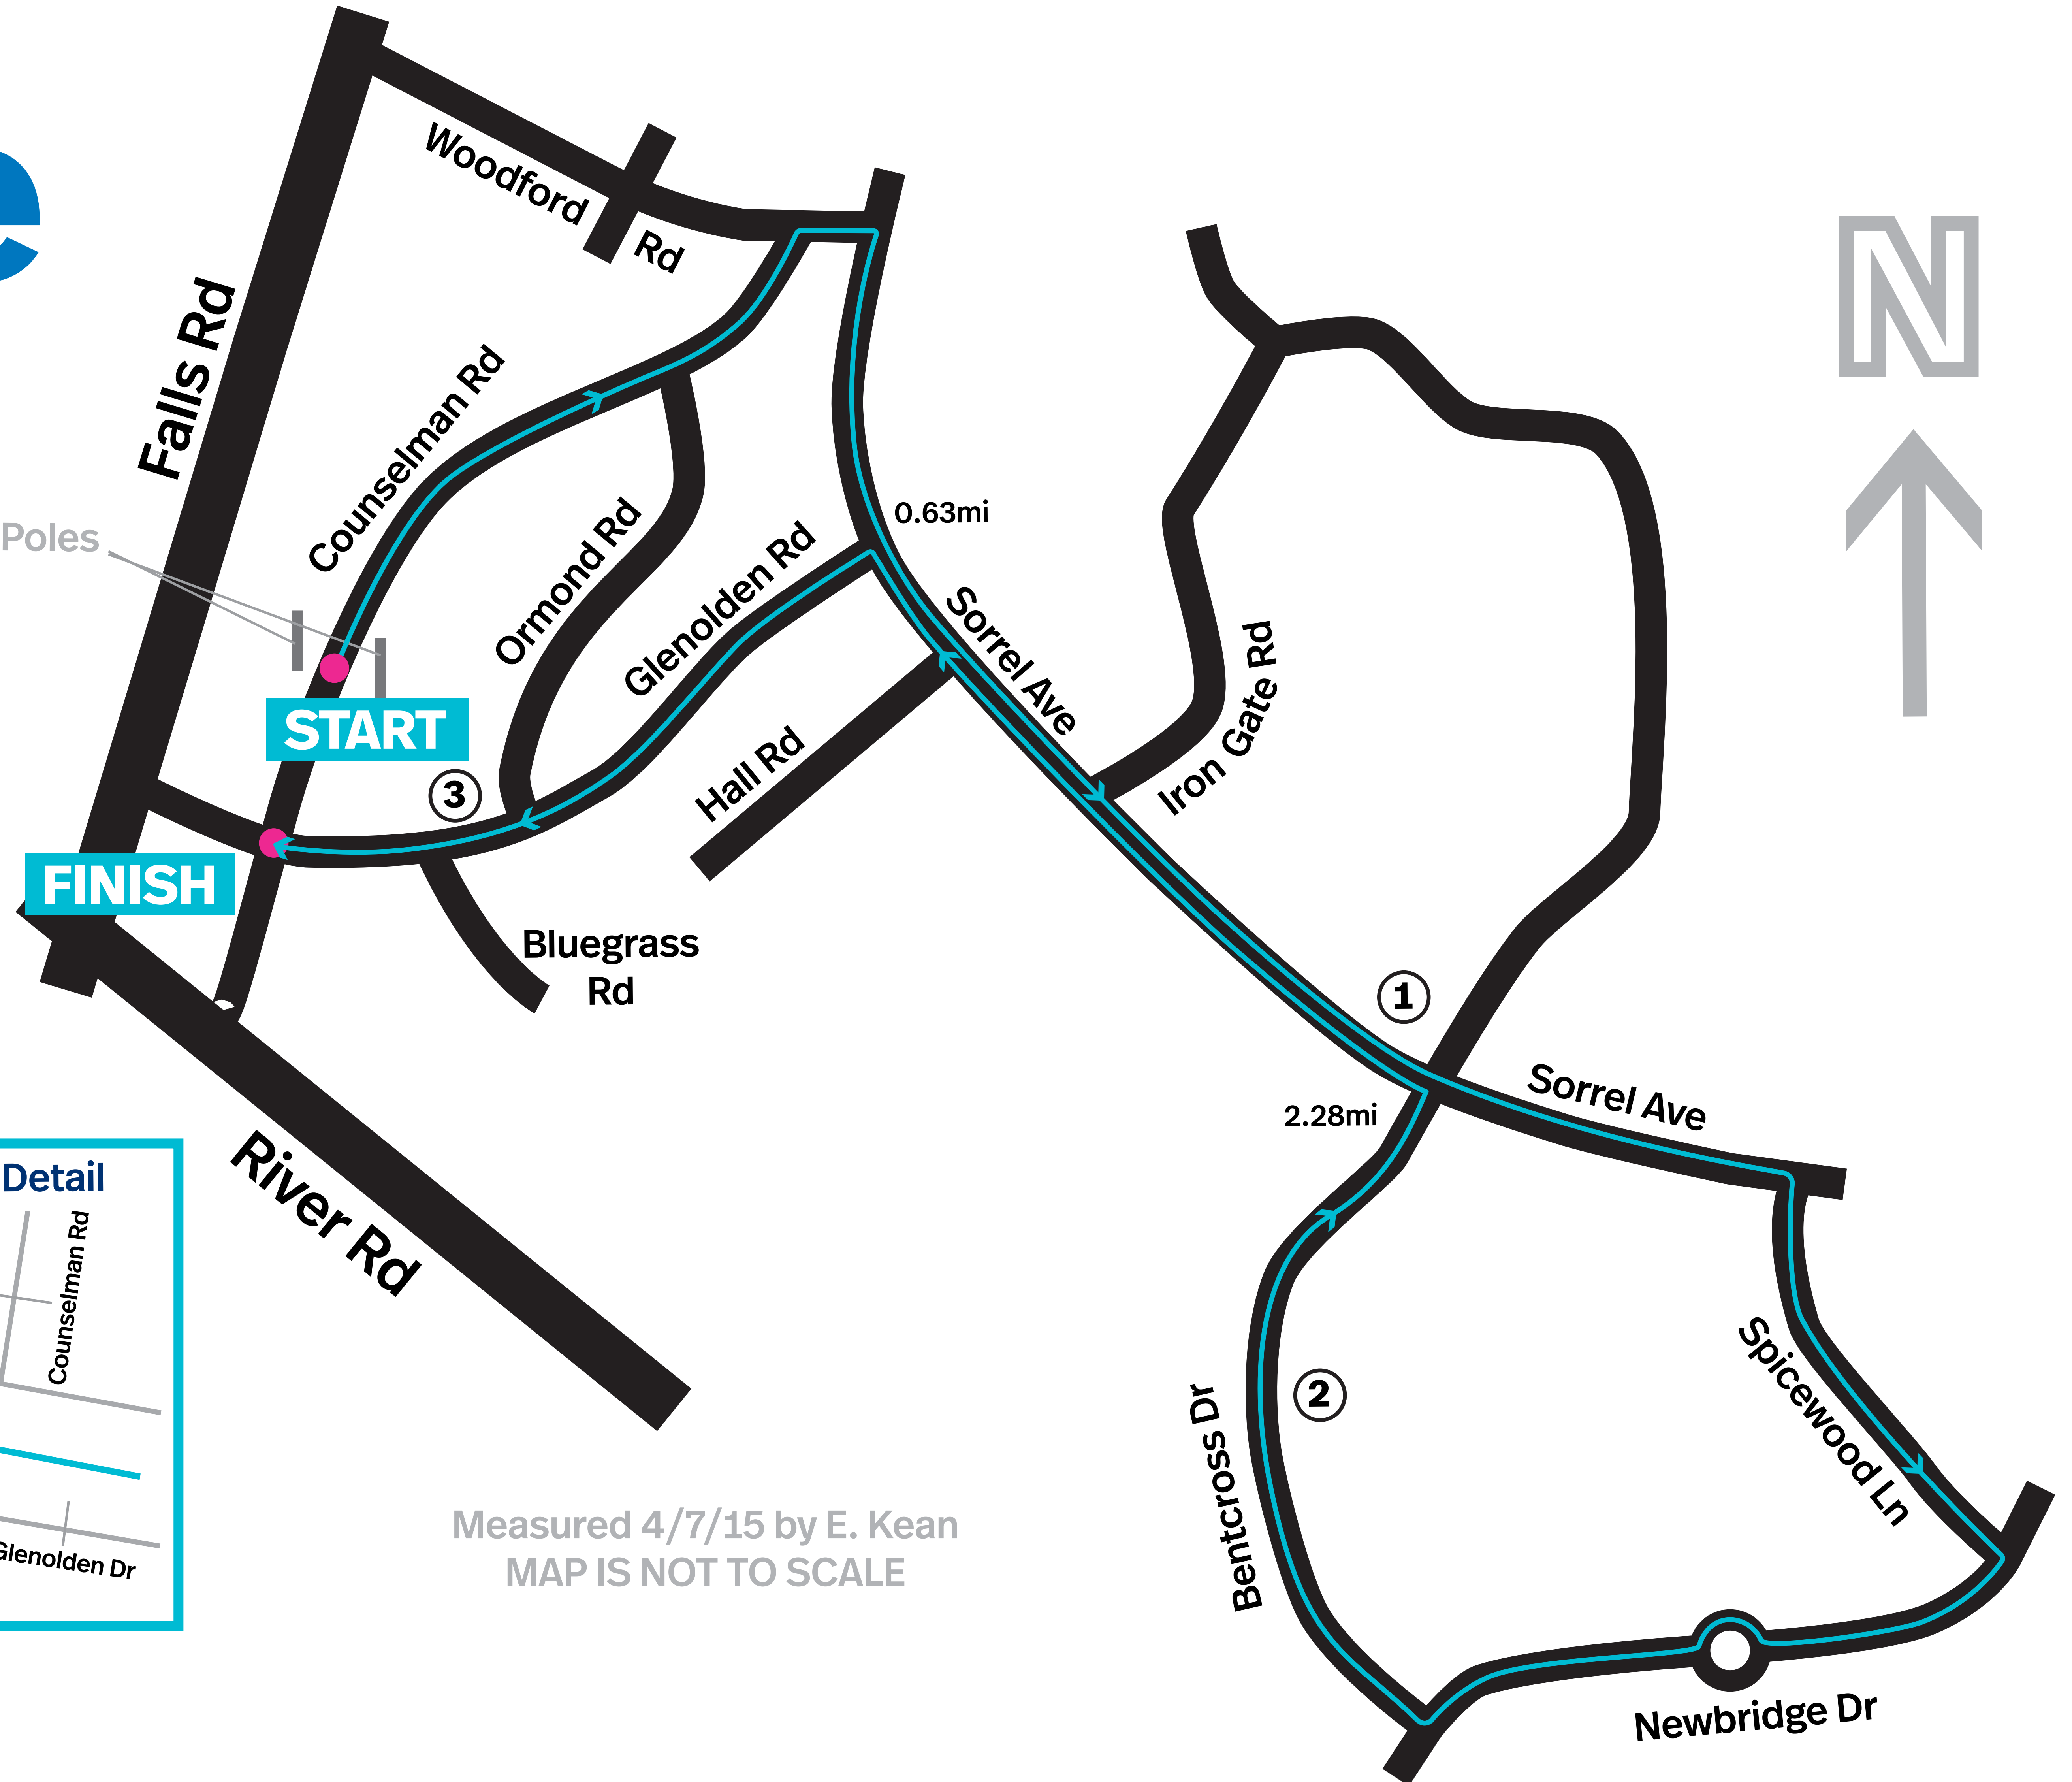 Woodford
Rd
Falls Rd
Counselman Rd
N
0.63mi
Poles
Ormond Rd
Glenolden Rd
Sorrel Ave
Iron Gate Rd
START
Hall Rd
3
FINISH
Bluegrass
Rd
1
Sorrel Ave
2.28mi
River Rd
Detail
Counselman Rd
Spicewood Ln
2
Bentcross Dr
Measured 4/7/15 by E. Kean
MAP IS NOT TO SCALE
Glenolden Dr
Newbridge Dr